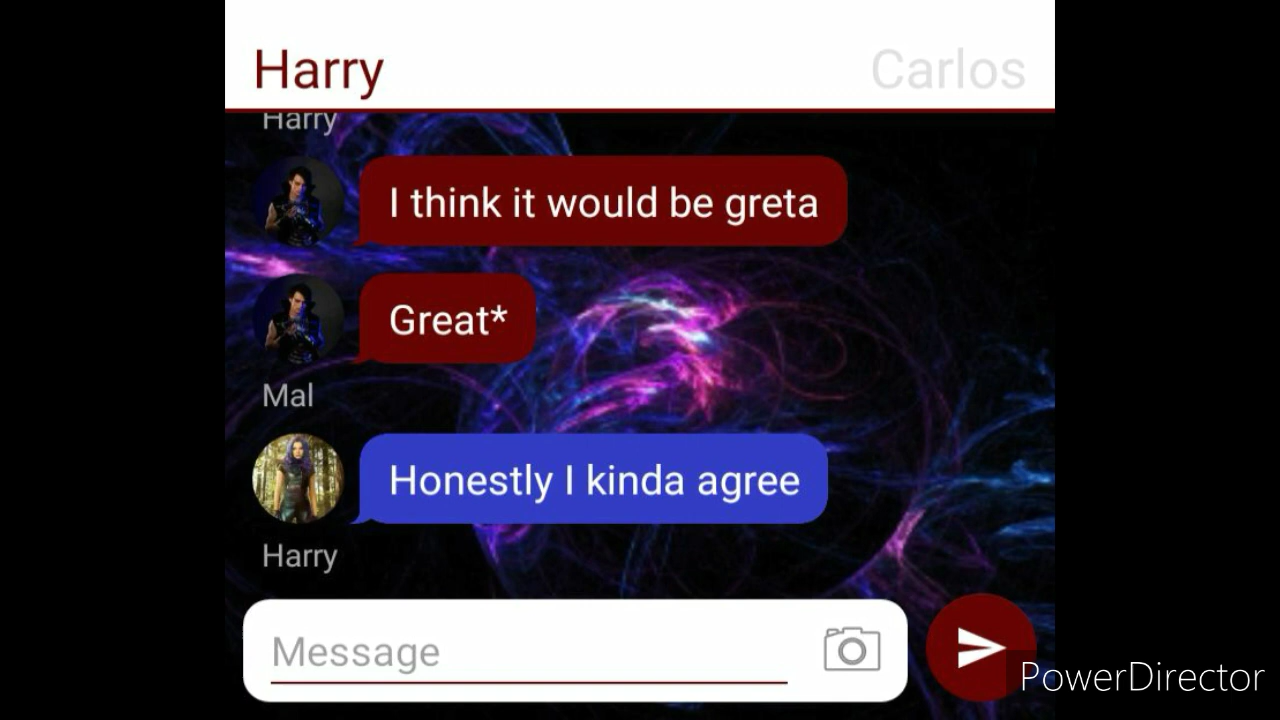 Harry
Carlos
Harry
I think it would be greta
Great*
Mal
Honestly I kinda agree
Harry
Message
PowerDirector